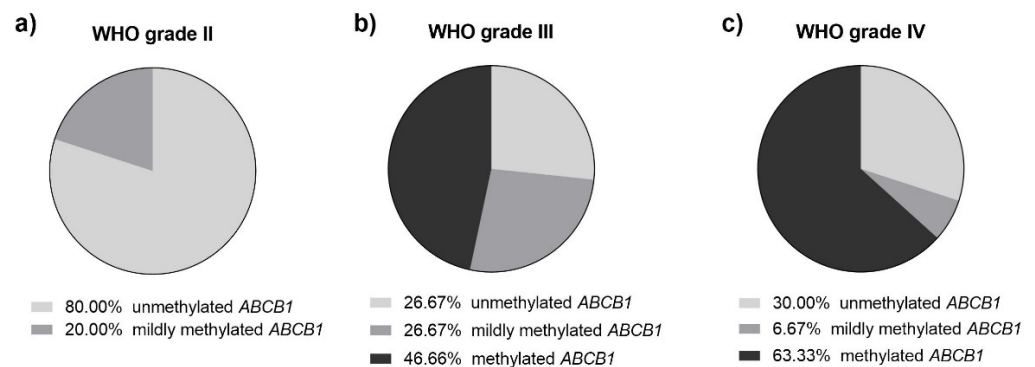 a)
WHO grade II
80.00% unmethylated ABCB1
20.00% mildly methylated ABCB1
b)
WHO grade III
26.67% unmethylated ABCB1
26.67% mildly methylated ABCB1
46.66% methylated ABCB1
c)
WHO grade IV
30.00% unmethylated ABCB1
6.67% mildly methylated ABCB1
63.33% methylated ABCB1